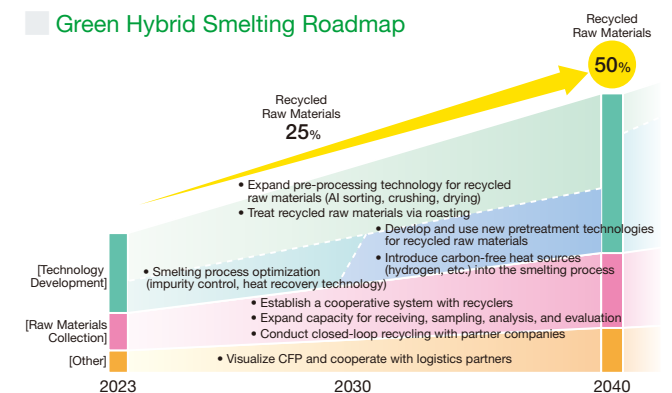 Green Hybrid Smelting Roadmap
Recycled
Raw Materials
50%
Recycled
Raw Materials
25%
• Expand pre-processing technology for recycled
raw materials (AI sorting, crushing, drying)
• Treat recycled raw materials via roasting
• Develop and use new pretreatment technologies
for recycled raw materials
• Introduce carbon-free heat sources
(hydrogen, etc.) into the smelting process
[Technology
Development]
• Smelting process optimization
(impurity control, heat recovery technology)
[Raw Materials
Collection]
• Establish a cooperative system with recyclers
• Expand capacity for receiving, sampling, analysis, and evaluation
• Conduct closed-loop recycling with partner companies
[Other]
• Visualize CFP and cooperate with logistics partners
2023
2030
2040